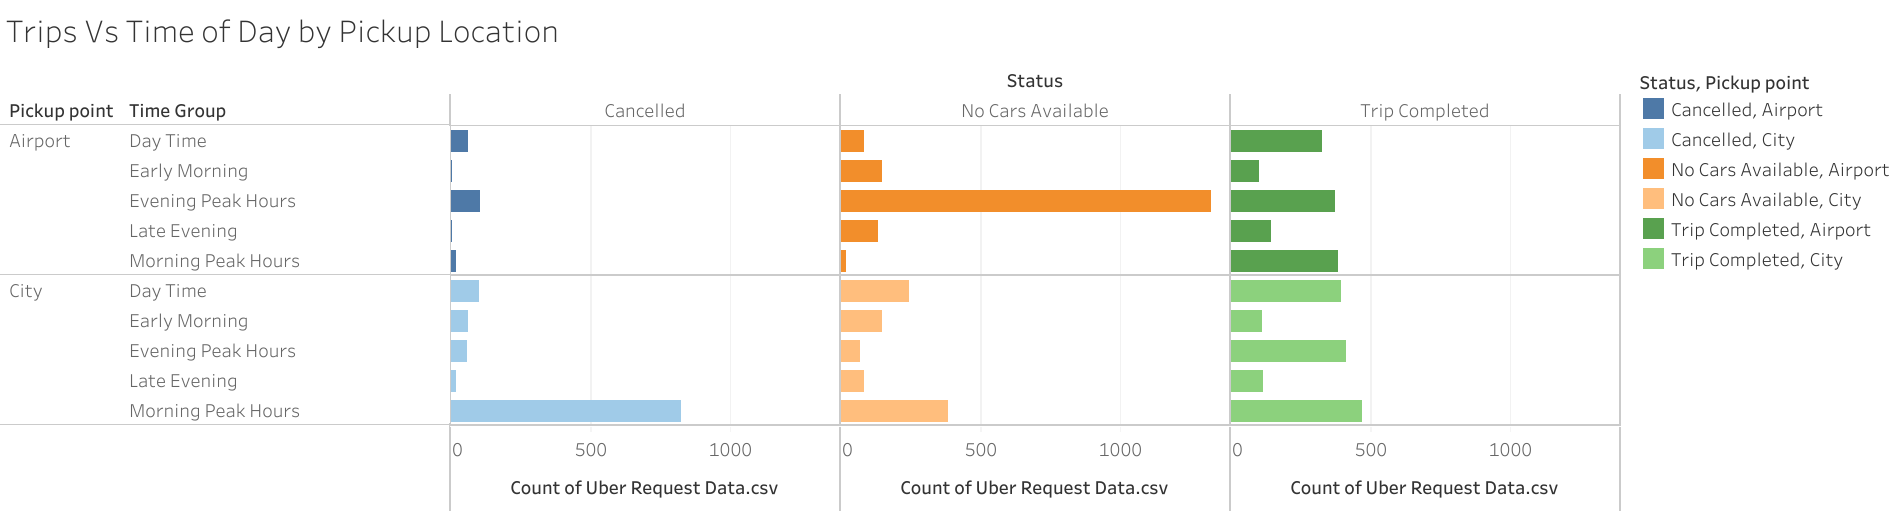 Trips Vs Time of Day by Pickup Location
Status
Pickup point Time Group Cancelled No Cars Available Trip Completed
Airport Day Time
Early Morning
Evening Peak Hours
Late Evening
Morning Peak Hours
City Day Time
Early Morning
Evening Peak Hours
Late Evening
Morning Peak Hours
0 500 1000 0 500 1000 0 500 1000
Count of Uber Request Data.csv Count of Uber Request Data.csv Count of Uber Request Data.csv
Status, Pickup point
Cancelled, Airport
Cancelled, City
No Cars Available, Airport
No Cars Available, City
Trip Completed, Airport
Trip Completed, City